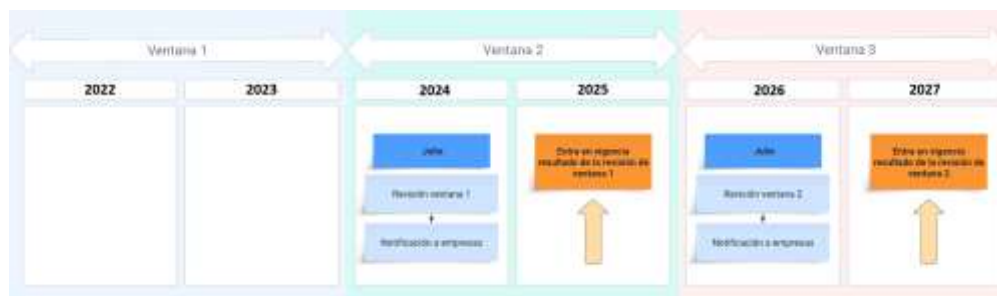 Ventana 1
Ventana 2
Ventana 3
2022
2023
2024
2025
2026
2027
Julio
Revisión ventana 1
Notificación a empresas
Entra en vigencia
resultado de la revisión de
ventana 1
Julio
Revisión ventana 2
Notificación a empresas
Entra en vigencia
resultado de la revisión de
ventana 2